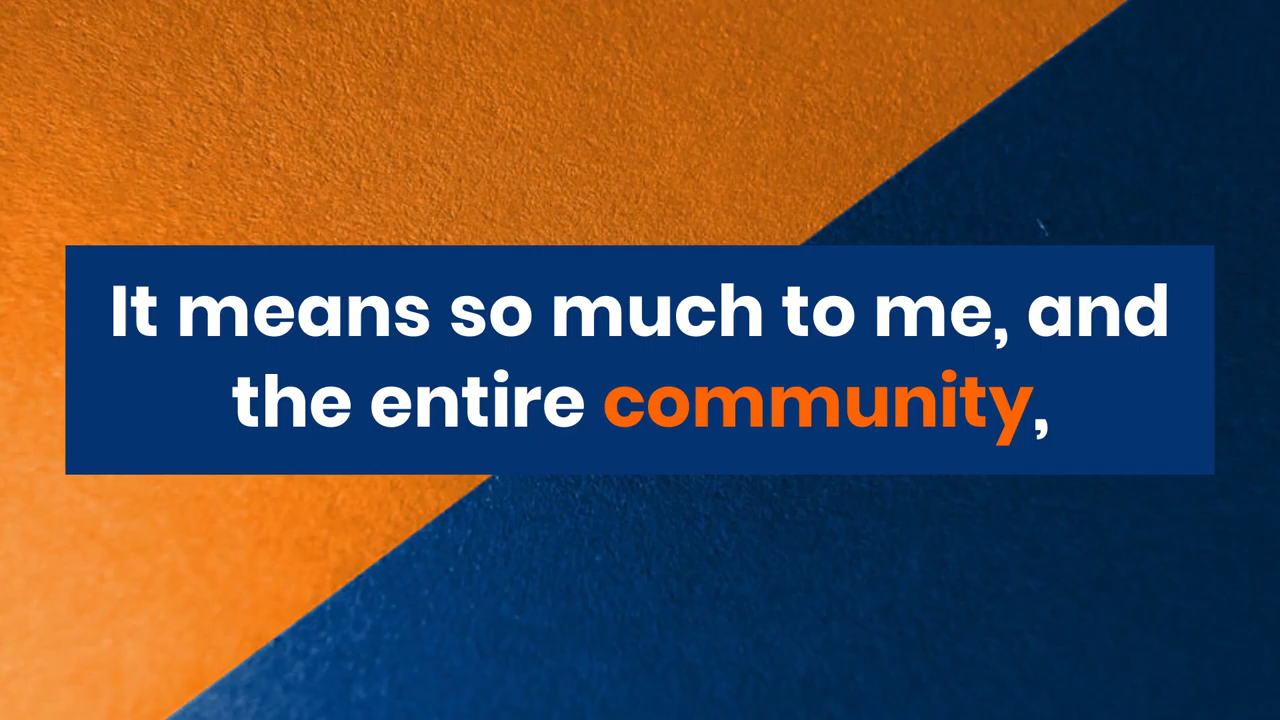 It means so much to me, and
the entire community,